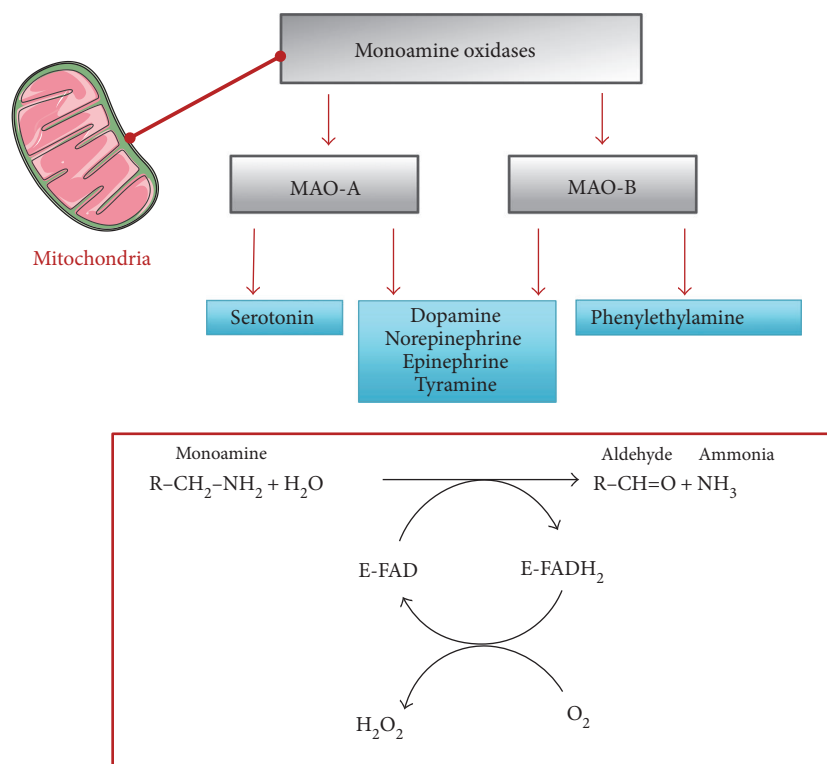 Monoamine oxidases
MAO-A
MAO-B
Mitochondria
Serotonin
Dopamine
Norepinephrine
Epinephrine
Tyramine
Phenylethylamine
Monoamine
Aldehyde Ammonia
R–CH₂–NH₂ + H₂O
R–CH=O + NH₃
E-FAD
E-FADH₂
H₂O₂
O₂